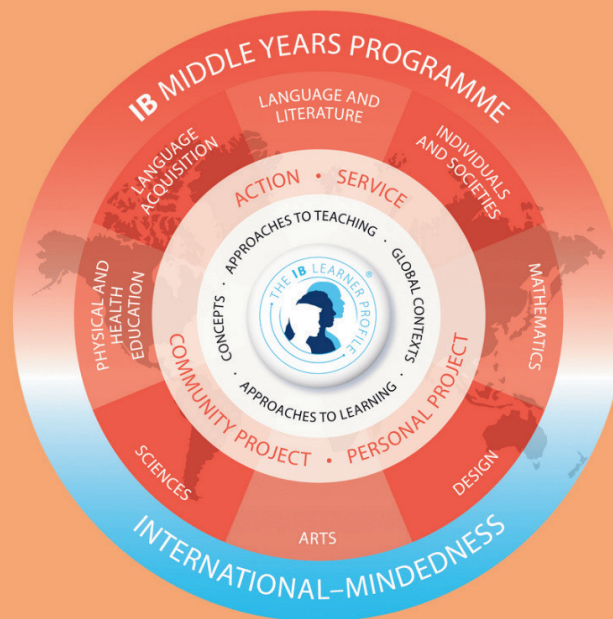 IB MIDDLE YEARS PROGRAMME
LANGUAGE AND
LITERATURE
LANGUAGE
ACQUISITION
INDIVIDUALS
AND SOCIETIES
PHYSICAL AND
HEALTH
EDUCATION
MATHEMATICS
SCIENCES
ARTS
DESIGN
ACTION • SERVICE
COMMUNITY PROJECT • PERSONAL PROJECT
APPROACHES TO TEACHING · GLOBAL CONTEXTS ·
APPROACHES TO LEARNING · CONCEPTS ·
THE IB LEARNER PROFILE ®
INTERNATIONAL–MINDEDNESS